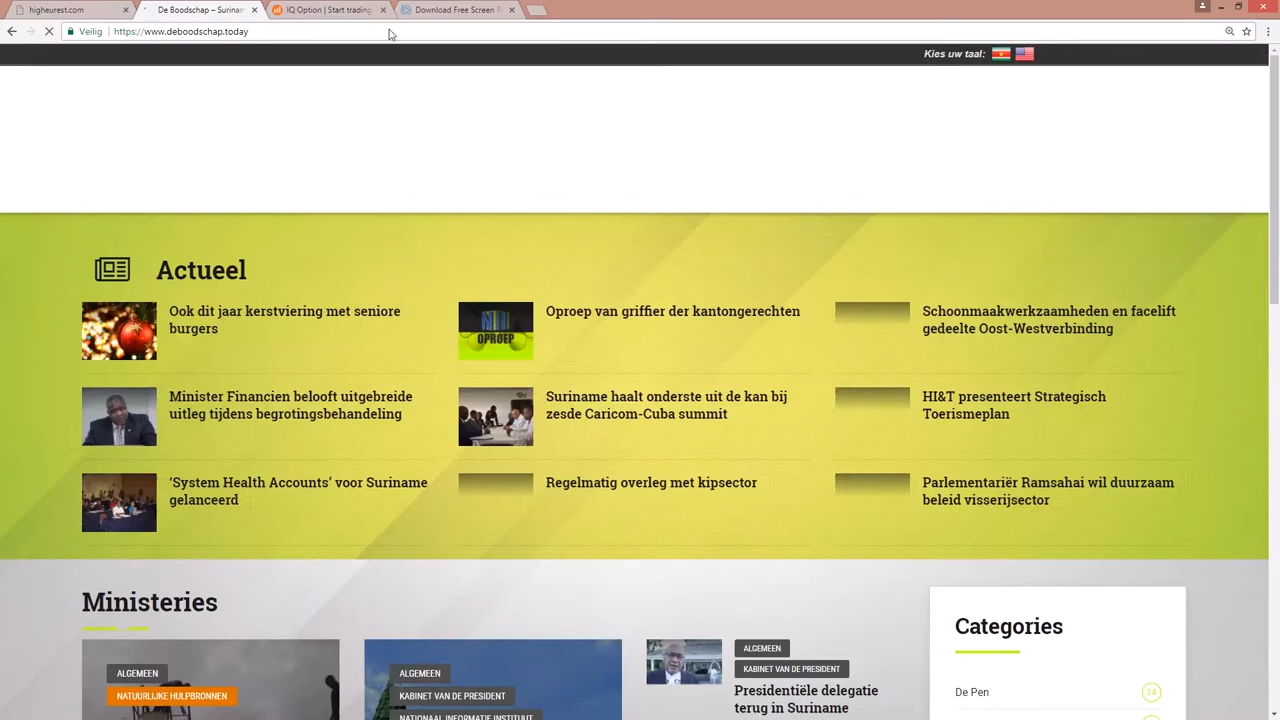 higheurest.com
De Boodschap – Surinam
IQ Option | Start trading
Download Free Screen R
Veilig
https://www.deboodschap.today
Kies uw taal:
Actueel
Ook dit jaar kerstviering met seniore
burgers
Oproep van griffier der kantongerechten
OPROEP
Schoonmaakwerkzaamheden en facelift
gedeelte Oost-Westverbinding
Minister Financien belooft uitgebreide
uitleg tijdens begrotingsbehandeling
Suriname haalt onderste uit de kan bij
zesde Caricom-Cuba summit
HI&T presenteert Strategisch
Toerismeplan
‘System Health Accounts’ voor Suriname
gelanceerd
Regelmatig overleg met kipsector
Parlementariër Ramsahai wil duurzaam
beleid visserijsector
Ministeries
ALGEMEEN
NATUURLIJKE HULPBRONNEN
ALGEMEEN
KABINET VAN DE PRESIDENT
NATIONAAL INFORMATIE INSTITUUT
ALGEMEEN
KABINET VAN DE PRESIDENT
Presidentiële delegatie
terug in Suriname
Categories
De Pen
14